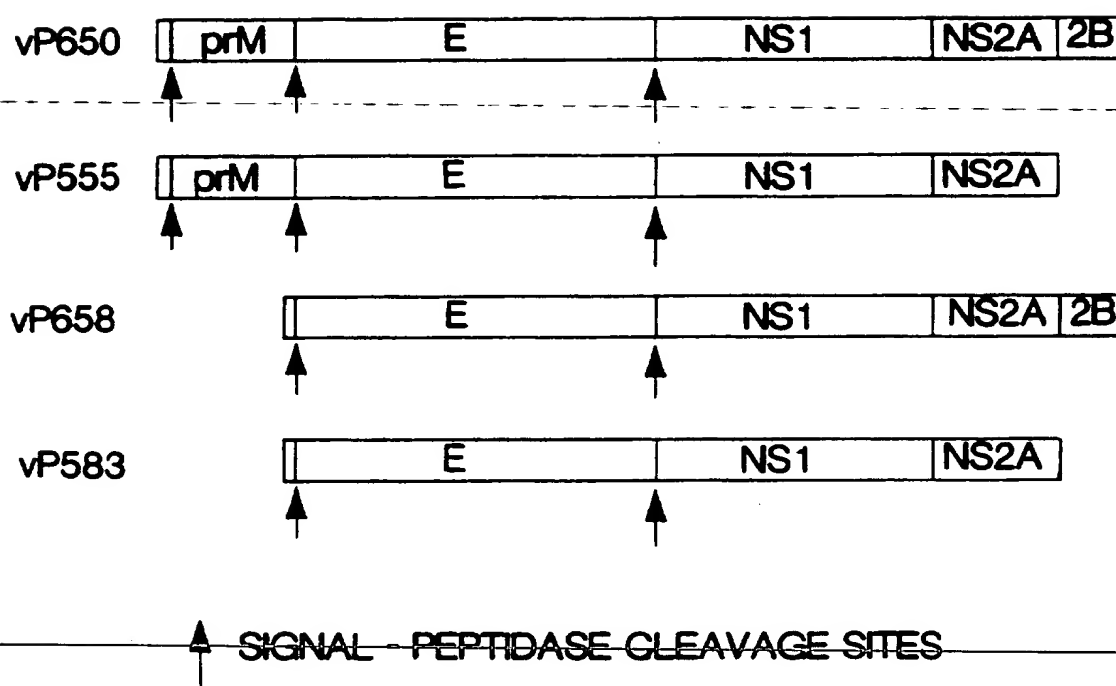 vP650 prM E NS1 NS2A 2B
vP555 prM E NS1 NS2A
vP658 E NS1 NS2A 2B
vP583 E NS1 NS2A
SIGNAL - PEPTIDASE CLEAVAGE SITES